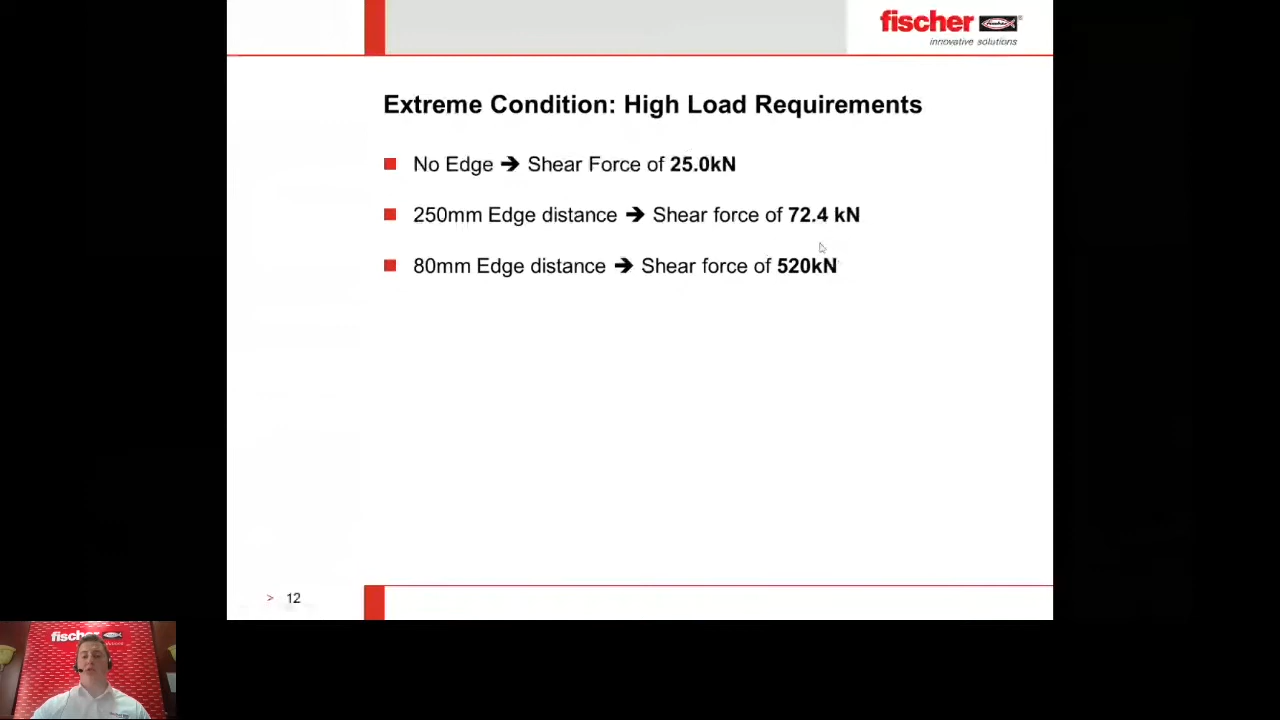 fischer
innovative solutions
Extreme Condition: High Load Requirements
No Edge ➔ Shear Force of 25.0kN
250mm Edge distance ➔ Shear force of 72.4 kN
80mm Edge distance ➔ Shear force of 520kN
> 12
fischer